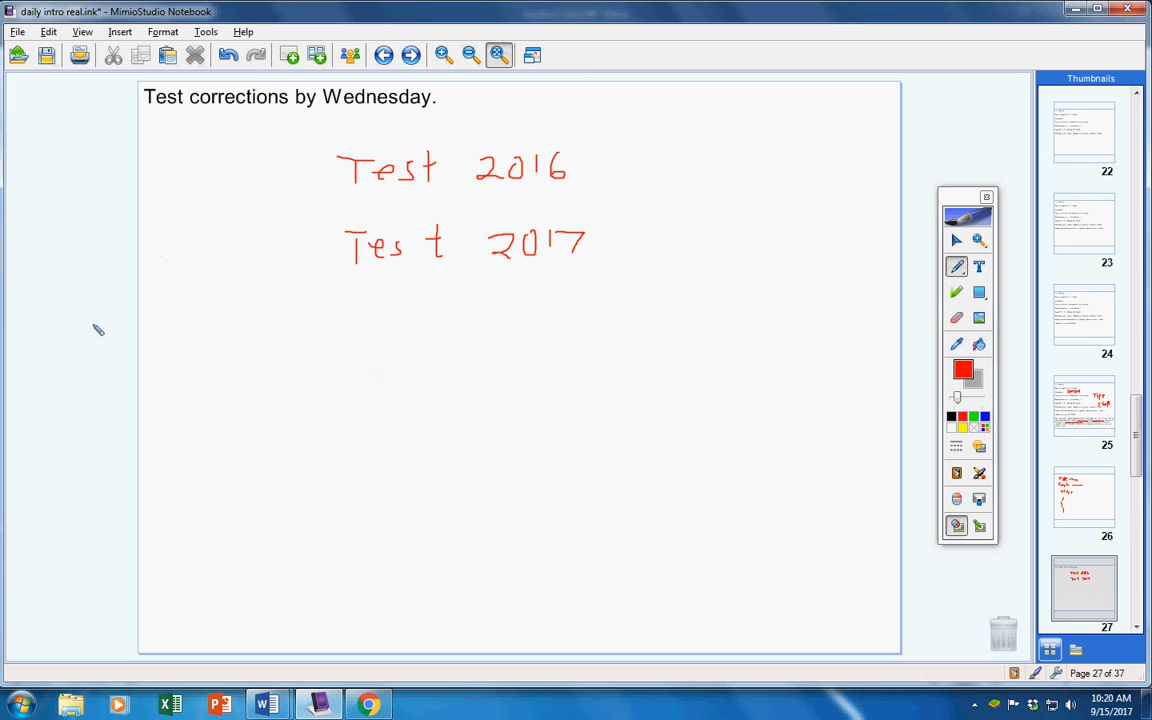 daily intro real.ink* - MimioStudio Notebook
File Edit View Insert Format Tools Help
Test corrections by Wednesday.
Test 2016
Test 2017
Thumbnails
22
23
24
25
26
27
Page 27 of 37
10:20 AM
9/15/2017